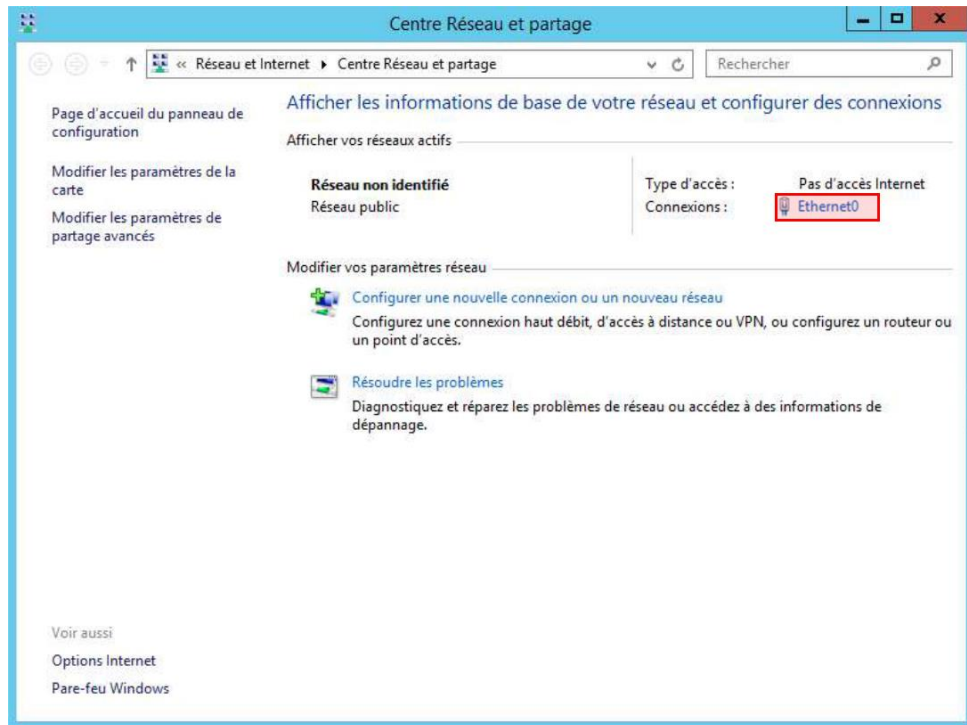 Centre Réseau et partage
« Réseau et Internet ▸ Centre Réseau et partage
Rechercher
Page d'accueil du panneau de
configuration
Modifier les paramètres de la
carte
Modifier les paramètres de
partage avancés
Voir aussi
Options Internet
Pare-feu Windows
Afficher les informations de base de votre réseau et configurer des connexions
Afficher vos réseaux actifs
Réseau non identifié
Réseau public
Type d'accès : Pas d'accès Internet
Connexions : Ethernet0
Modifier vos paramètres réseau
Configurer une nouvelle connexion ou un nouveau réseau
Configurez une connexion haut débit, d'accès à distance ou VPN, ou configurez un routeur ou
un point d'accès.
Résoudre les problèmes
Diagnostiquez et réparez les problèmes de réseau ou accédez à des informations de
dépannage.